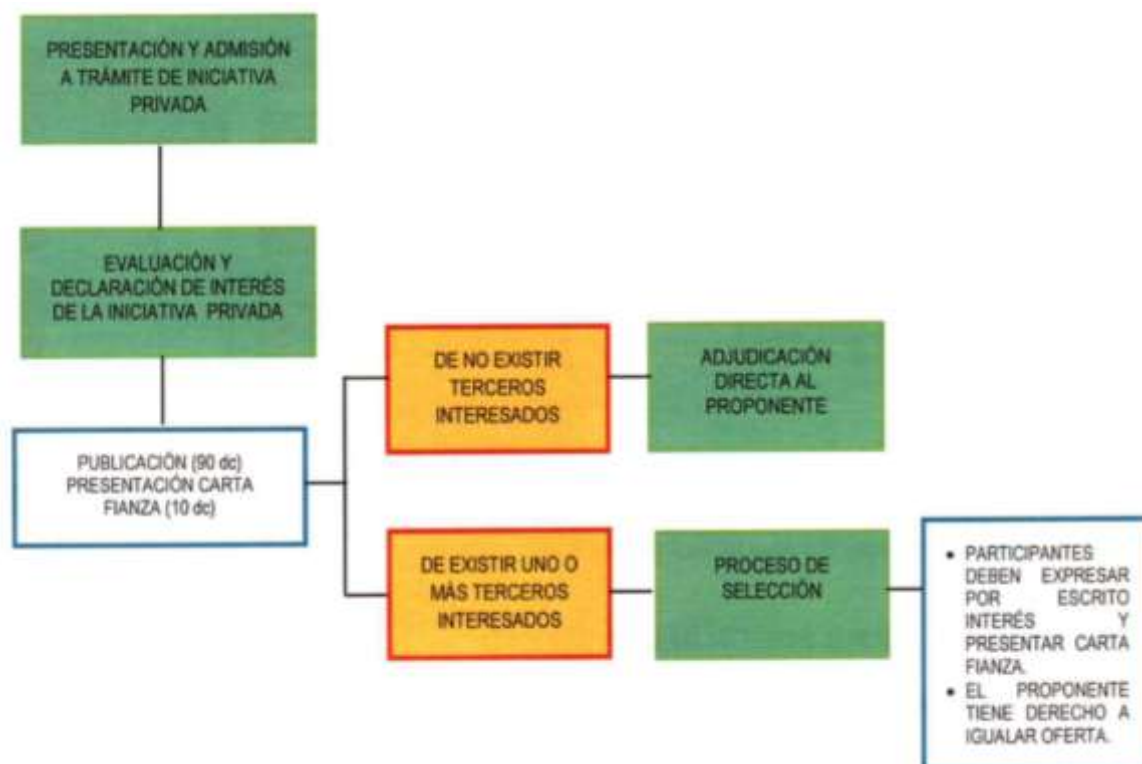 PRESENTACIÓN Y ADMISIÓN
A TRÁMITE DE INICIATIVA
PRIVADA
EVALUACIÓN Y
DECLARACIÓN DE INTERÉS
DE LA INICIATIVA PRIVADA
PUBLICACIÓN (90 dc)
PRESENTACIÓN CARTA
FIANZA (10 dc)
DE NO EXISTIR
TERCEROS
INTERESADOS
ADJUDICACIÓN
DIRECTA AL
PROPONENTE
DE EXISTIR UNO O
MÁS TERCEROS
INTERESADOS
PROCESO DE
SELECCIÓN
• PARTICIPANTES
DEBEN EXPRESAR
POR ESCRITO
INTERÉS Y
PRESENTAR CARTA
FIANZA.
• EL PROPONENTE
TIENE DERECHO A
IGUALAR OFERTA.